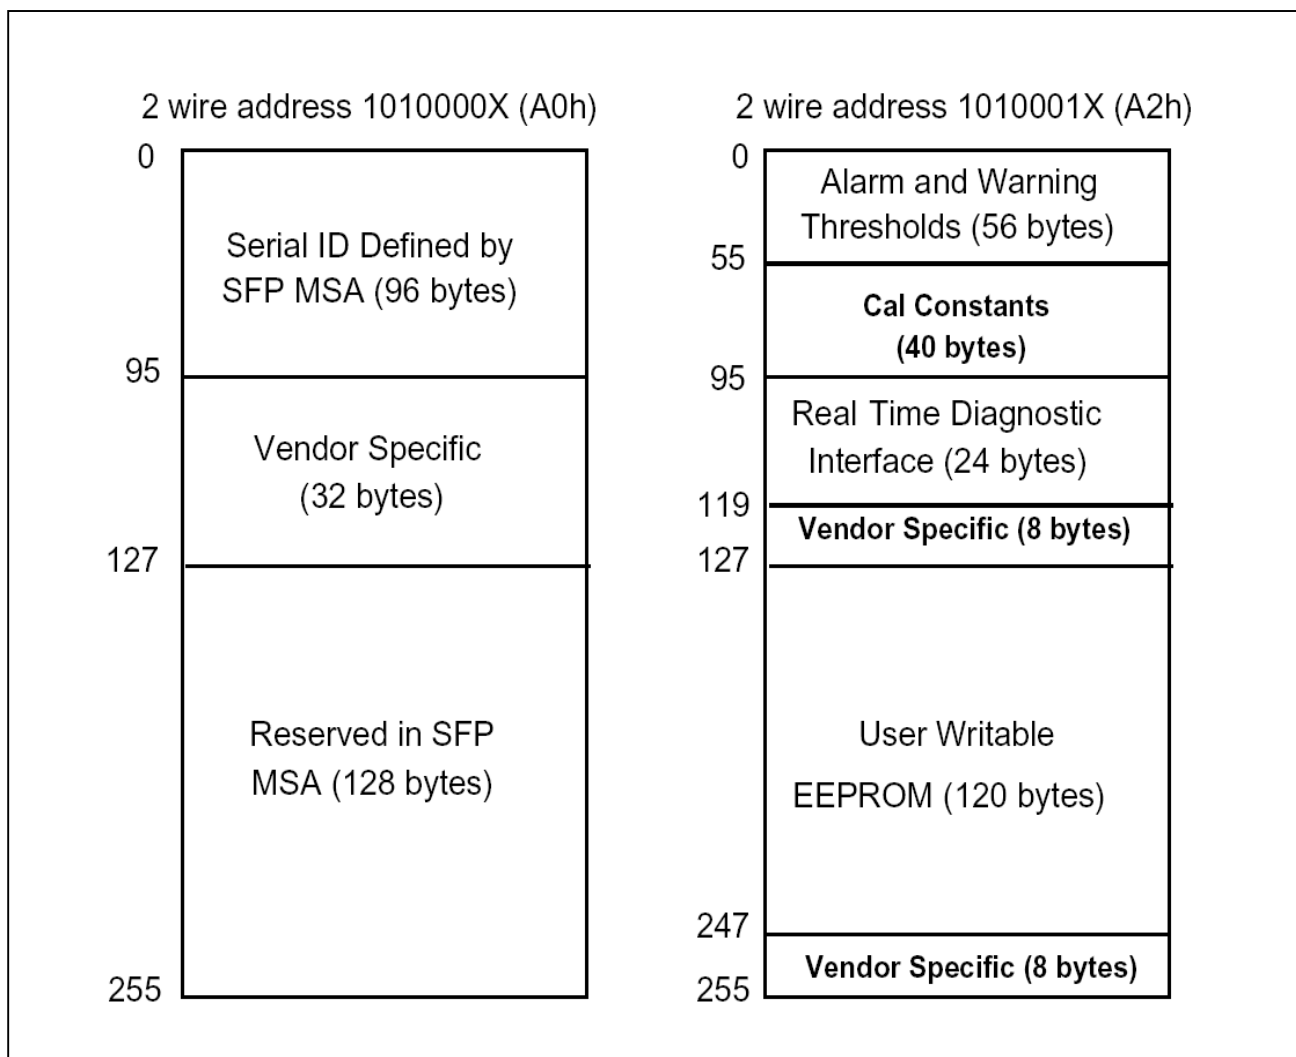 2 wire address 1010000X (A0h)
0
Serial ID Defined by
SFP MSA (96 bytes)
95
Vendor Specific
(32 bytes)
127
Reserved in SFP
MSA (128 bytes)
255
2 wire address 1010001X (A2h)
0
Alarm and Warning
Thresholds (56 bytes)
55
Cal Constants
(40 bytes)
95
Real Time Diagnostic
Interface (24 bytes)
119
Vendor Specific (8 bytes)
127
User Writable
EEPROM (120 bytes)
247
Vendor Specific (8 bytes)
255